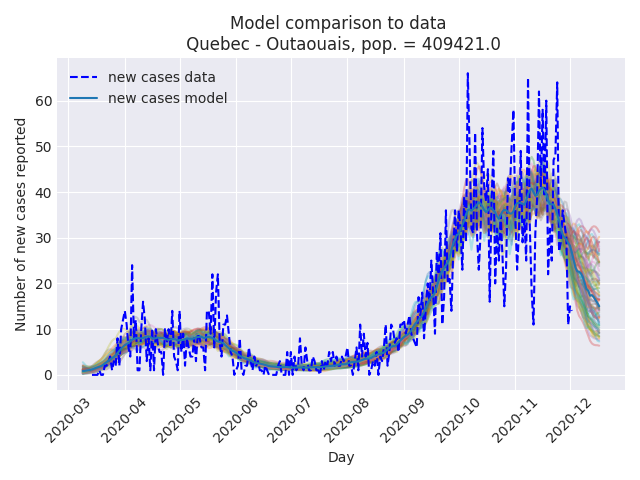 Model comparison to data
Quebec - Outaouais, pop. = 409421.0
new cases data
new cases model
Number of new cases reported
60
50
40
30
20
10
0
2020-03
2020-04
2020-05
2020-06
2020-07
2020-08
2020-09
2020-10
2020-11
2020-12
Day